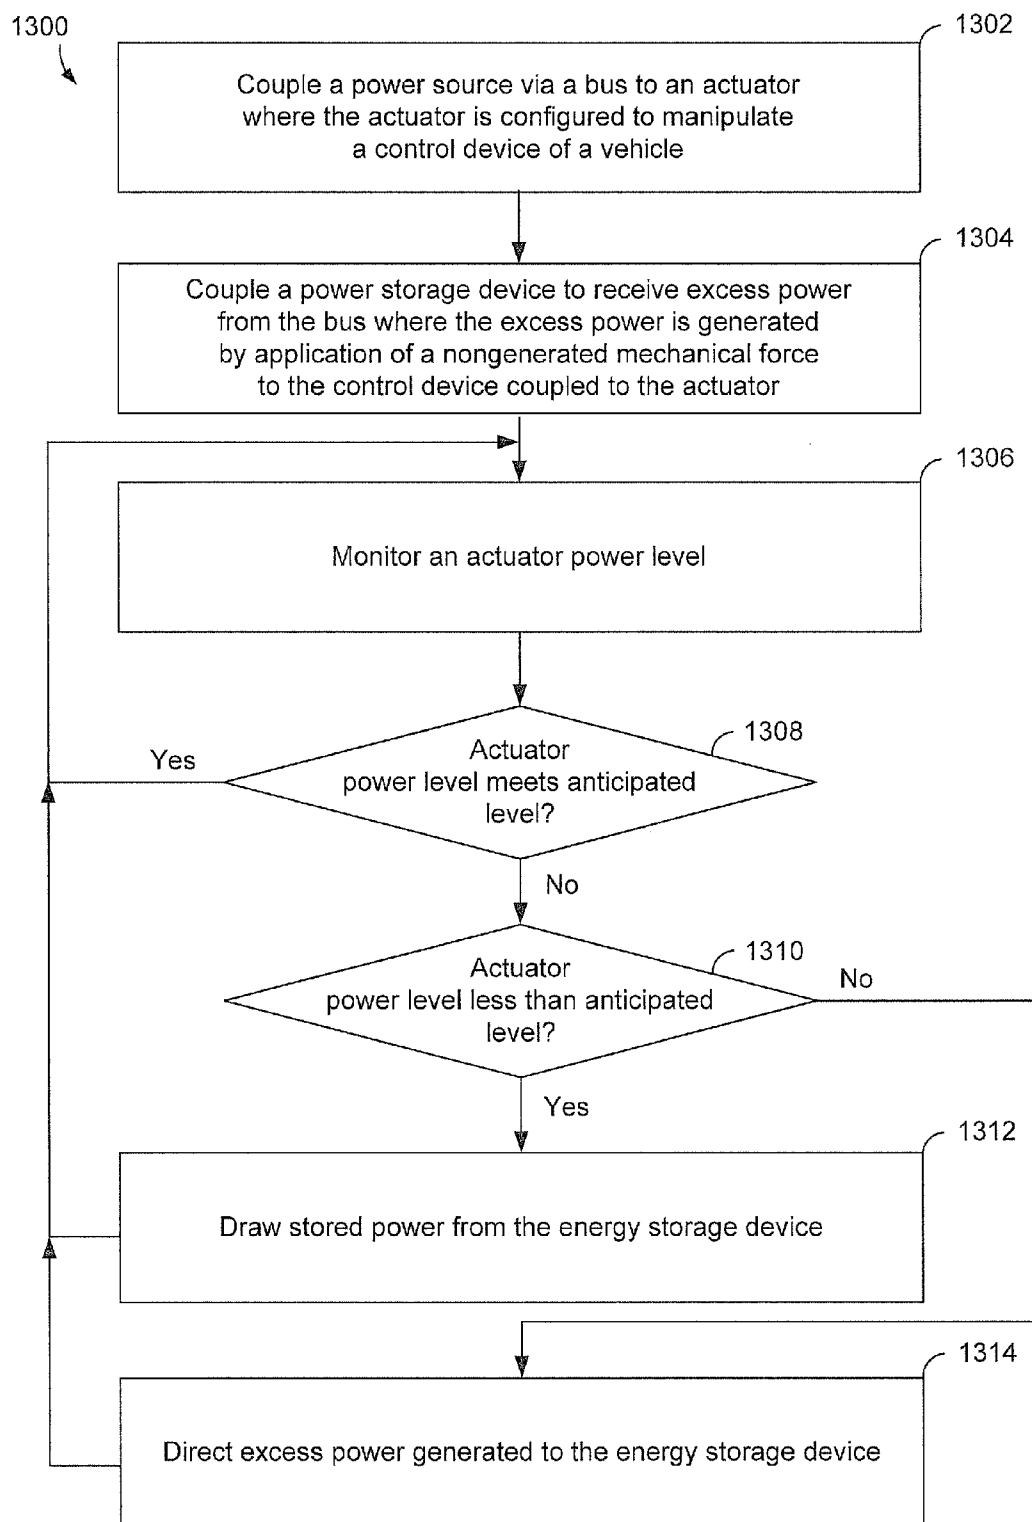 1300
1302
Couple a power source via a bus to an actuator
where the actuator is configured to manipulate
a control device of a vehicle
1304
Couple a power storage device to receive excess power
from the bus where the excess power is generated
by application of a nongenerated mechanical force
to the control device coupled to the actuator
1306
Monitor an actuator power level
1308
Yes
Actuator
power level meets anticipated
level?
No
1310
Actuator
power level less than anticipated
level?
No
Yes
1312
Draw stored power from the energy storage device
1314
Direct excess power generated to the energy storage device